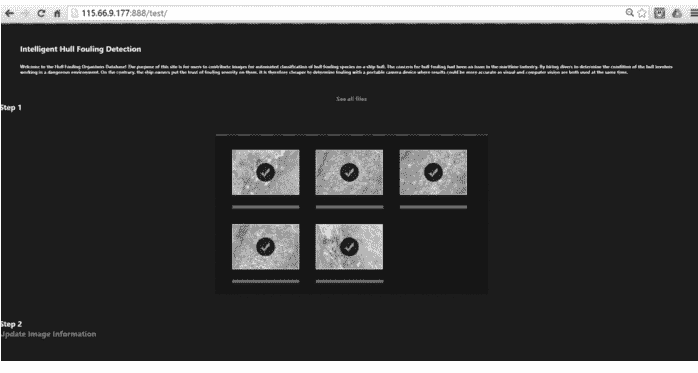 115.66.9.177:888/test/
Intelligent Hull Fouling Detection
Welcome to the Hull Fouling Organism Database! The purpose of this site is for users to contribute images for automated classification of hull fouling species on a ship hull. The concern for hull fouling had been an issue in the maritime industry. By hiring divers to determine the condition of the hull involves
working in a dangerous environment. On the contrary, the ship owners put the trust of fouling severity on them. It is therefore cheaper to determine fouling with a portable camera device where results could be more accurate as visual and computer vision are both used at the same time.
See all files
Step 1
Step 2
Update Image Information